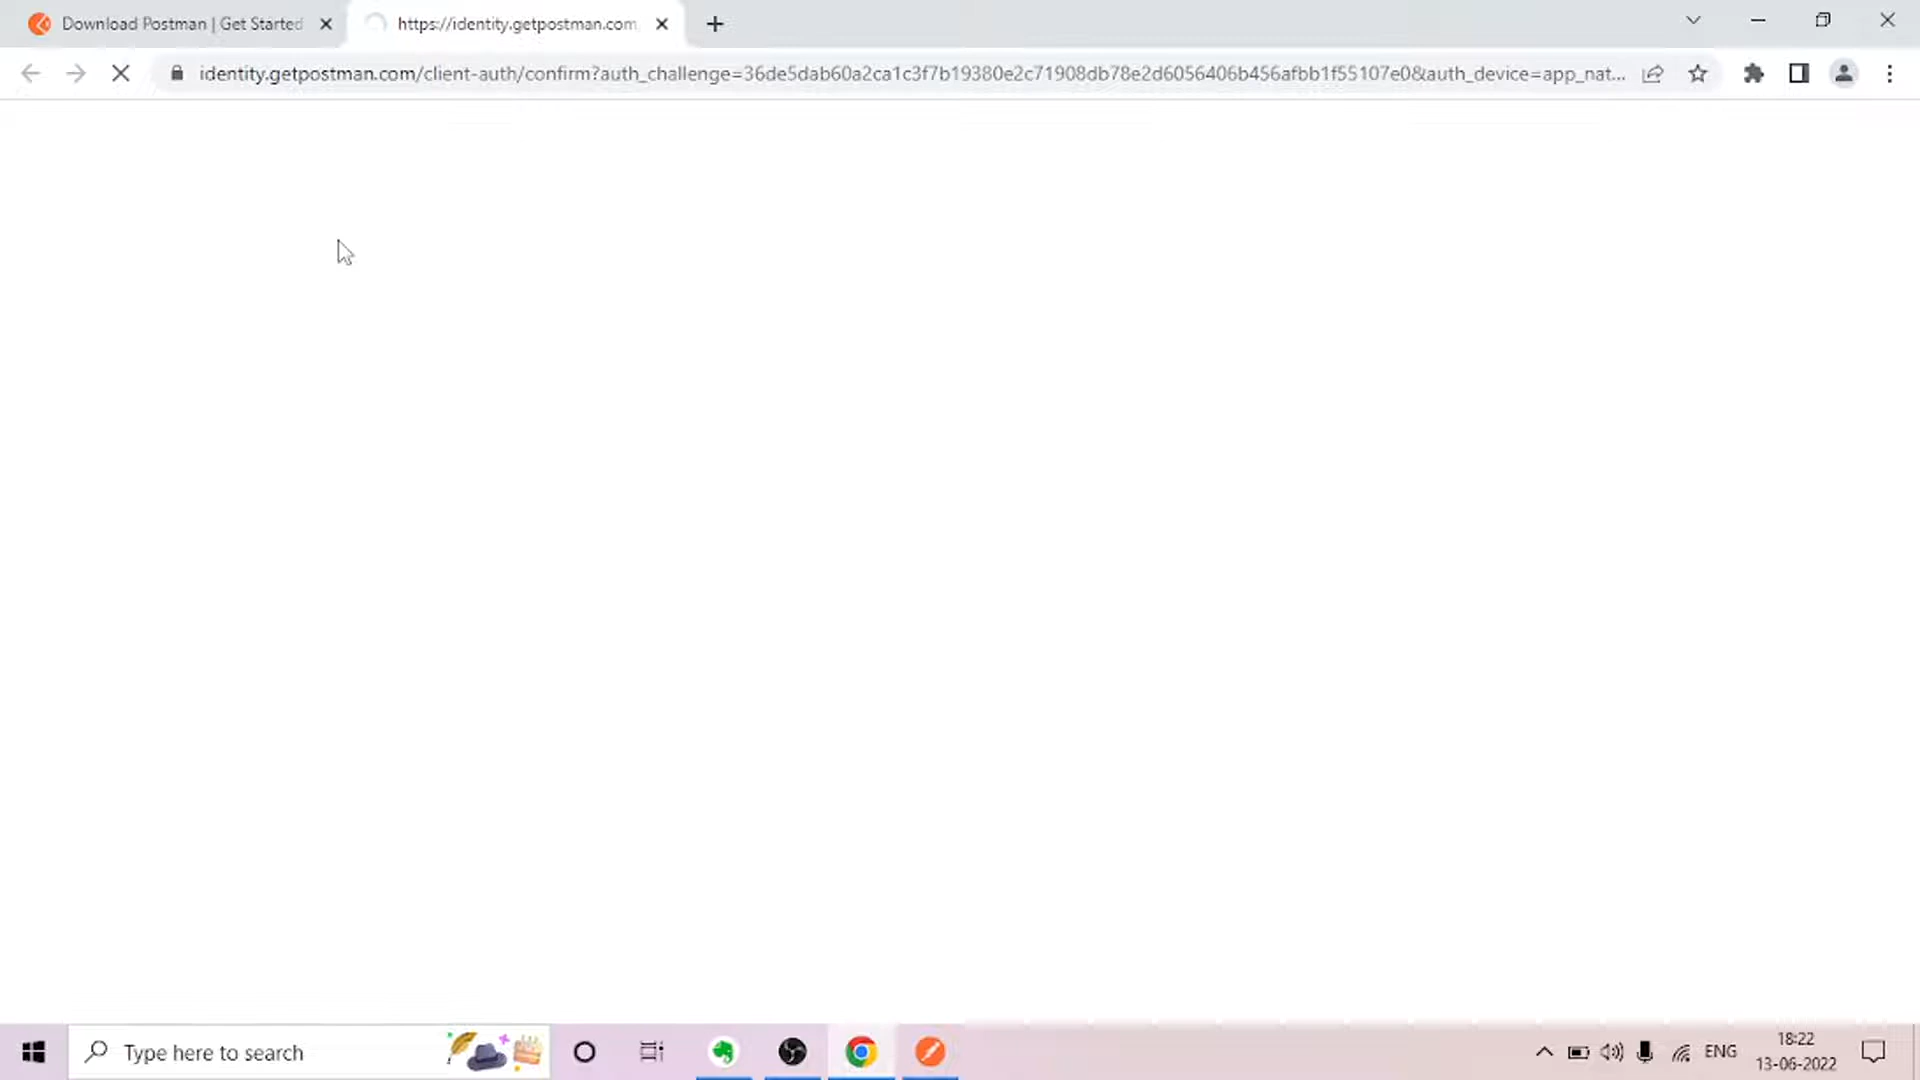 Download Postman | Get Started
https://identity.getpostman.com
identity.getpostman.com/client-auth/confirm?auth_challenge=36de5dab60a2ca1c3f7b19380e2c71908db78e2d6056406b456afbb1f55107e0&auth_device=app_nat...
Type here to search
ENG
18:22
13-06-2022